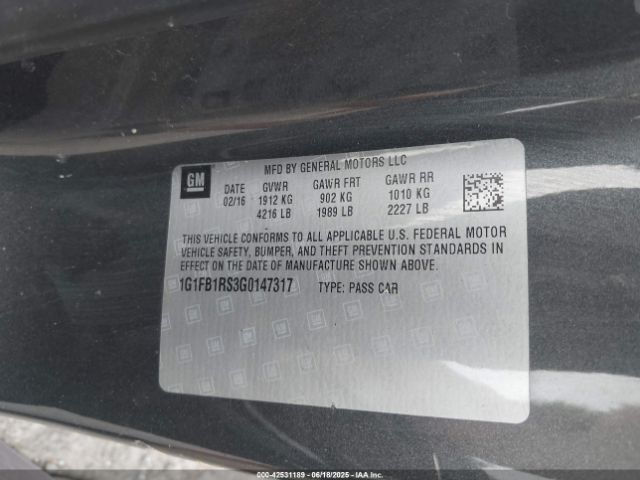 MFD BY GENERAL MOTORS LLC
GM
DATE GVWR GAWR FRT GAWR RR
02/16 1912 KG 902 KG 1010 KG
4216 LB 1989 LB 2227 LB
THIS VEHICLE CONFORMS TO ALL APPLICABLE U.S. FEDERAL MOTOR
VEHICLE SAFETY, BUMPER, AND THEFT PREVENTION STANDARDS IN
EFFECT ON THE DATE OF MANUFACTURE SHOWN ABOVE.
1G1FB1RS3G0147317 TYPE: PASS CAR
000-42531189 - 06/18/2025 - IAAI.COM